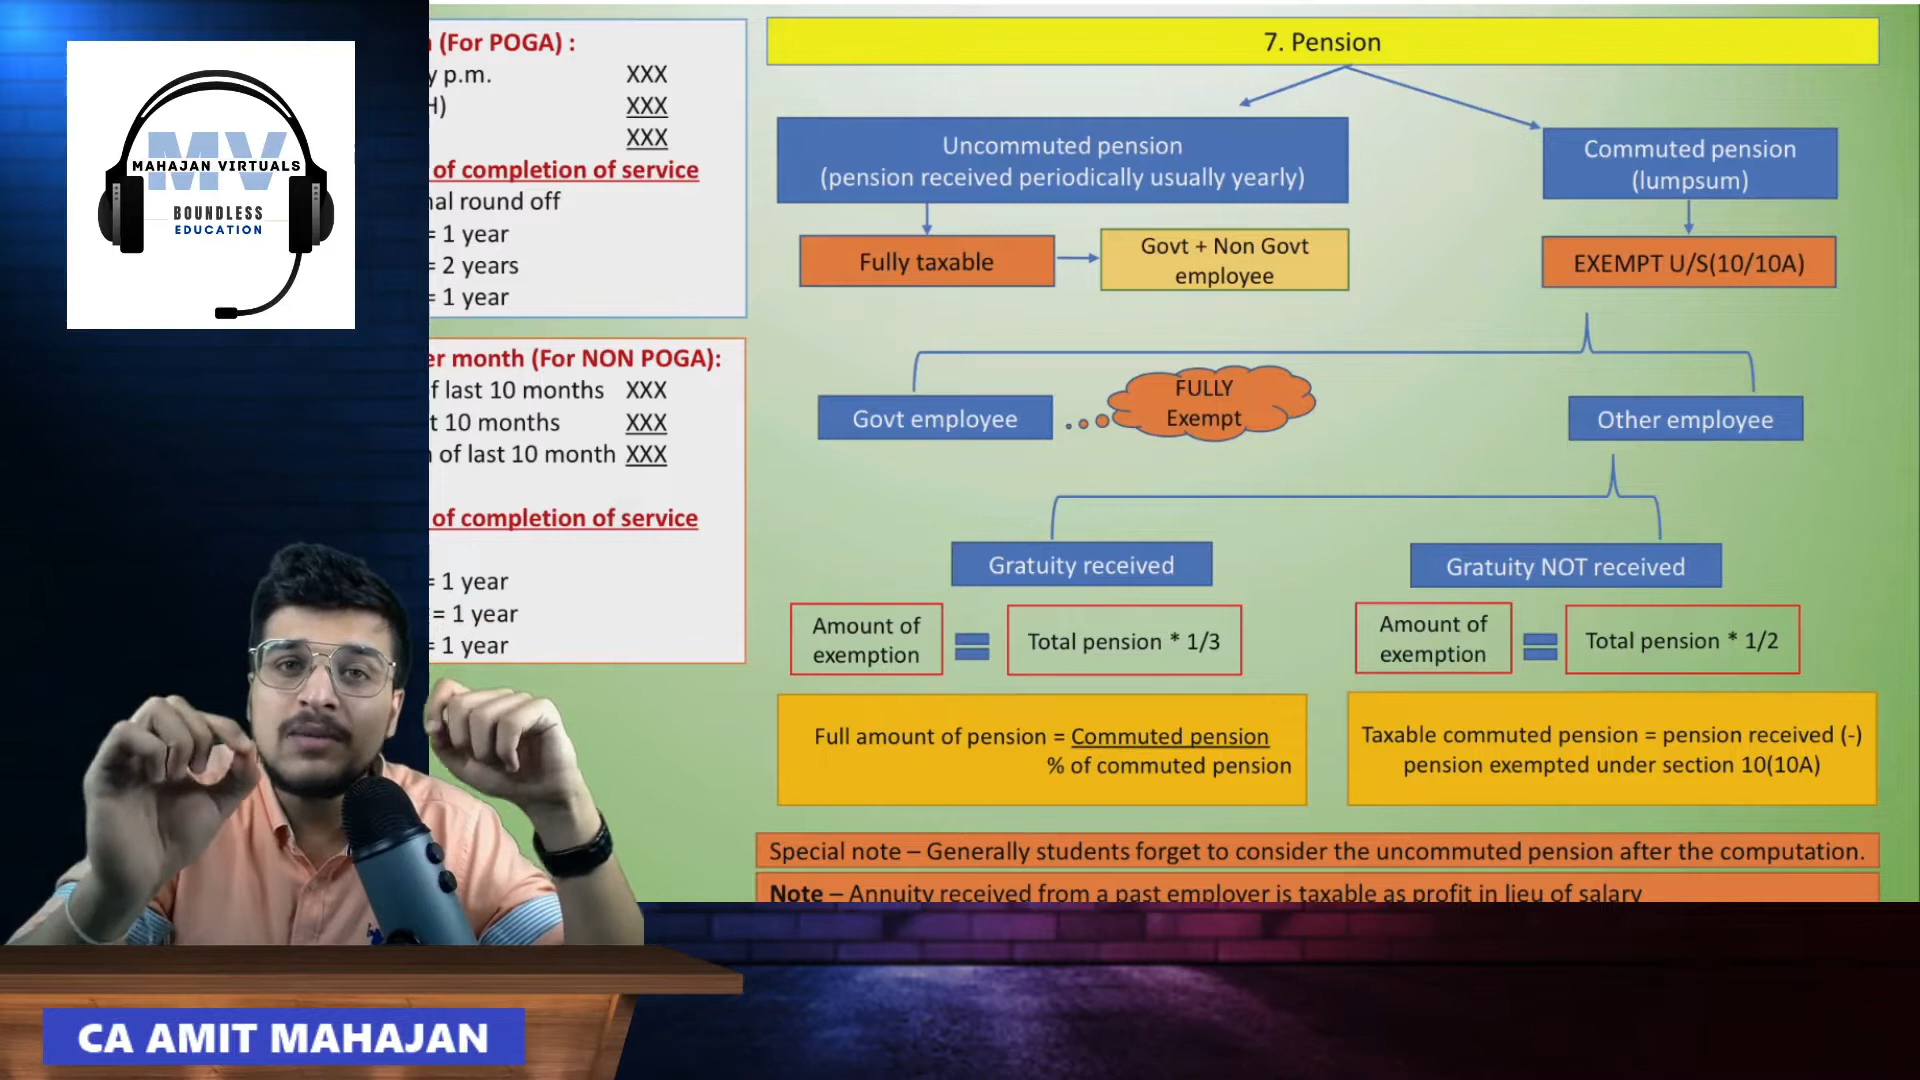 MV
MAHAJAN VIRTUALS
BOUNDLESS
EDUCATION
(For POGA) :
y p.m. XXX
H) XXX
XXX
of completion of service
nal round off
= 1 year
= 2 years
= 1 year
er month (For NON POGA):
f last 10 months XXX
t 10 months XXX
of last 10 month XXX
of completion of service
= 1 year
= 1 year
= 1 year
7. Pension
Uncommuted pension
(pension received periodically usually yearly)
Commuted pension
(lumpsum)
Fully taxable
Govt + Non Govt
employee
EXEMPT U/S(10/10A)
Govt employee
FULLY
Exempt
Other employee
Gratuity received
Gratuity NOT received
Amount of
exemption
Total pension * 1/3
Amount of
exemption
Total pension * 1/2
Full amount of pension = Commuted pension
% of commuted pension
Taxable commuted pension = pension received (-)
pension exempted under section 10(10A)
Special note – Generally students forget to consider the uncommuted pension after the computation.
Note – Annuity received from a past employer is taxable as profit in lieu of salary
CA AMIT MAHAJAN